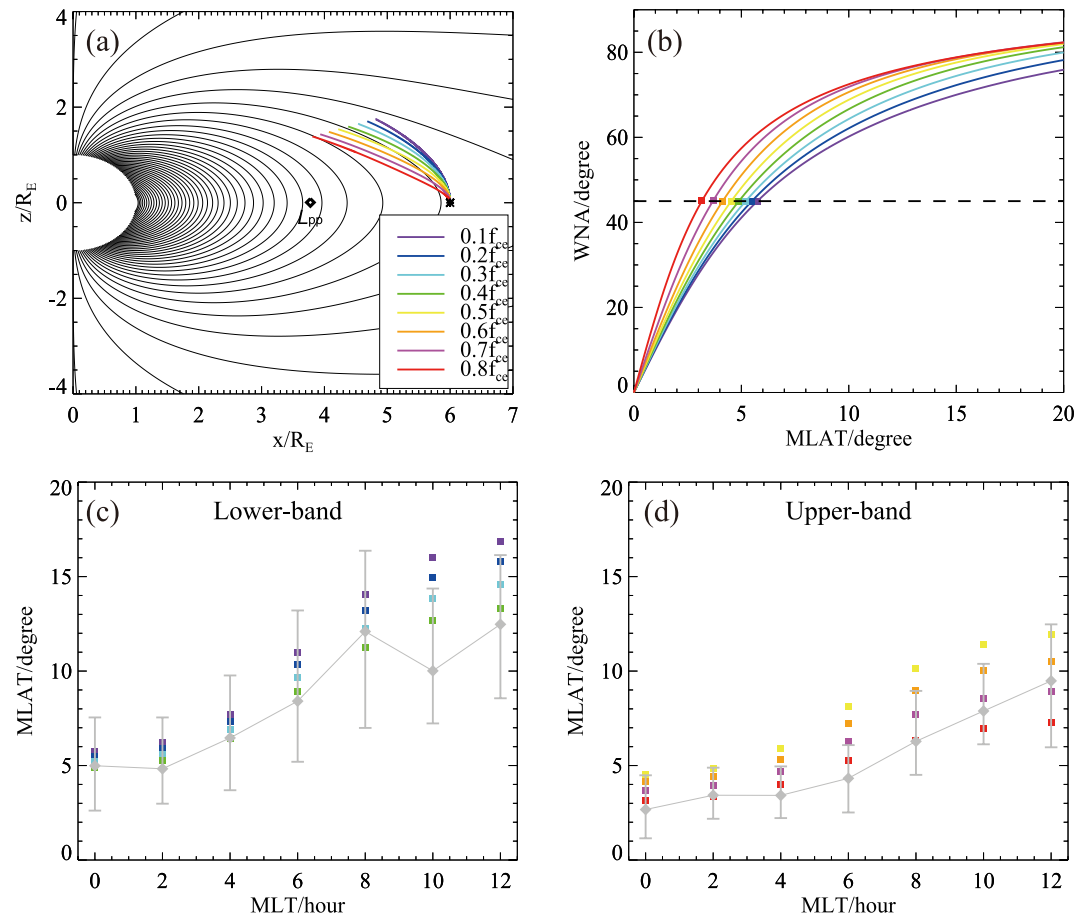 (a)
4
2
0
-2
-4
z/R_E
L_pp
0.1f_ce
0.2f_ce
0.3f_ce
0.4f_ce
0.5f_ce
0.6f_ce
0.7f_ce
0.8f_ce
0 1 2 3 4 5 6 7
x/R_E
(b)
80
60
40
20
0
WNA/degree
0 5 10 15 20
MLAT/degree
(c) Lower-band
20
15
10
5
0
MLAT/degree
0 2 4 6 8 10 12
MLT/hour
(d) Upper-band
20
15
10
5
0
MLAT/degree
0 2 4 6 8 10 12
MLT/hour